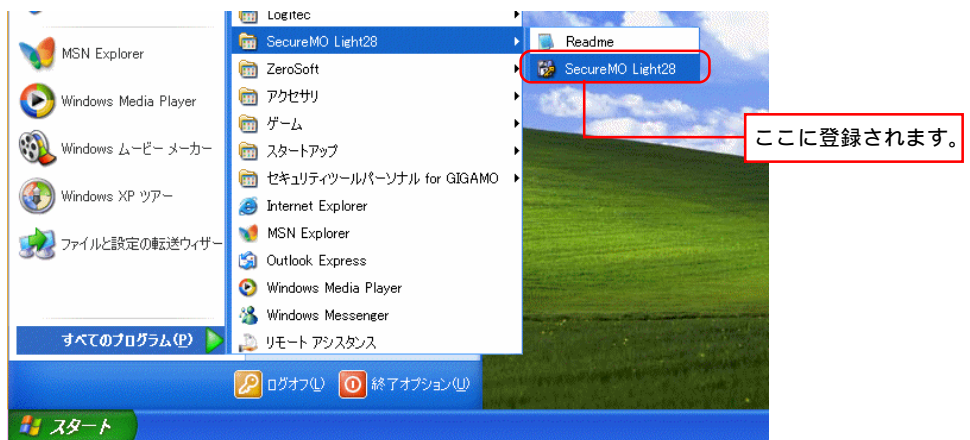 MSN Explorer
Windows Media Player
Windows ムービー メーカー
Windows XP ツアー
ファイルと設定の転送ウィザー
すべてのプログラム(P)
Logitec
SecureMO Light28
ZeroSoft
アクセサリ
ゲーム
スタートアップ
セキュリティツールパーソナル for GIGAMO
Internet Explorer
MSN Explorer
Outlook Express
Windows Media Player
Windows Messenger
リモート アシスタンス
Readme
SecureMO Light28
ここに登録されます。
ログオフ(L)
終了オプション(U)
スタート